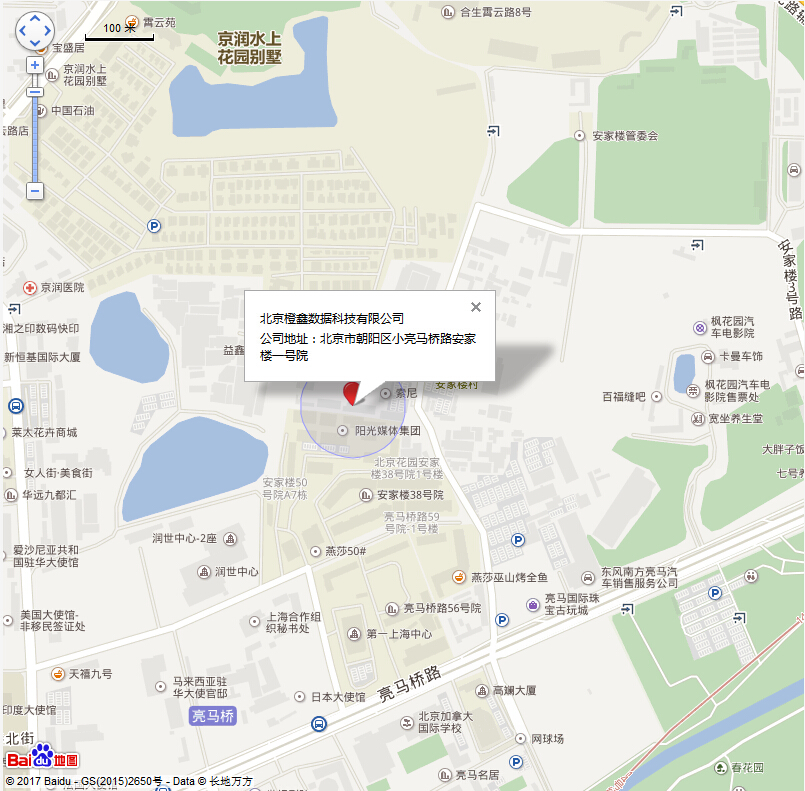 霄云苑
合生霄云路8号
100 米
宝盛居
京润水上
花园别墅
京润水上
花园别墅
中国石油
云路店
安家楼管委会
安家楼3号路
京润医院
湘之印数码快印
新恒基国际大厦
益鑫
北京橙鑫数据科技有限公司
公司地址：北京市朝阳区小亮马桥路安家
楼一号院
枫花园汽
车电影院
卡曼车饰
安家楼村
索尼
百福缝吧
枫花园汽车电
影院售票处
宽坐养生堂
莱太花卉商城
阳光媒体集团
大胖子饭
女人街·美食街
华远九都汇
北京花园安家
楼38号院1号楼
七号养
安家楼50
号院A7栋
安家楼38号院
亮马桥路59
号院-1号楼
润世中心-2座
爱沙尼亚共和
国驻华大使馆
燕莎50#
润世中心
燕莎巫山烤全鱼
东风南方亮马汽
车销售服务公司
亮马国际珠
宝古玩城
美国大使馆-
非移民签证处
上海合作组
织秘书处
亮马桥路56号院
第一上海中心
天禧九号
马来西亚驻
华大使官邸
亮马桥路
日本大使馆
高斓大厦
印度大使馆
亮马桥
北京加拿大
国际学校
北街
网球场
Bai du 地图
亮马名居
春花园
© 2017 Baidu - GS(2015)2650号 - Data © 长地万方